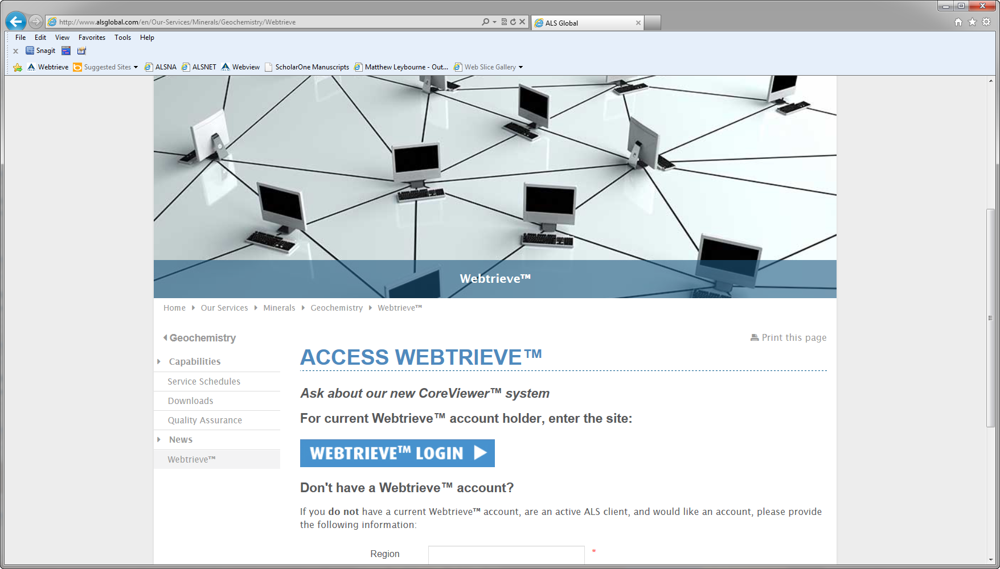 http://www.alsglobal.com/en/Our-Services/Minerals/Geochemistry/Webtrieve
ALS Global
File Edit View Favorites Tools Help
x Snagit
Webtrieve Suggested Sites ALSNA ALSNET Webview ScholarOne Manuscripts Matthew Leybourne - Out... Web Slice Gallery
Webtrieve™
Home Our Services Minerals Geochemistry Webtrieve™
Geochemistry
Print this page
Capabilities
Service Schedules
Downloads
Quality Assurance
News
Webtrieve™
ACCESS WEBTRIEVE™
Ask about our new CoreViewer™ system
For current Webtrieve™ account holder, enter the site:
WEBTRIEVE™ LOGIN
Don't have a Webtrieve™ account?
If you do not have a current Webtrieve™ account, are an active ALS client, and would like an account, please provide
the following information:
Region *